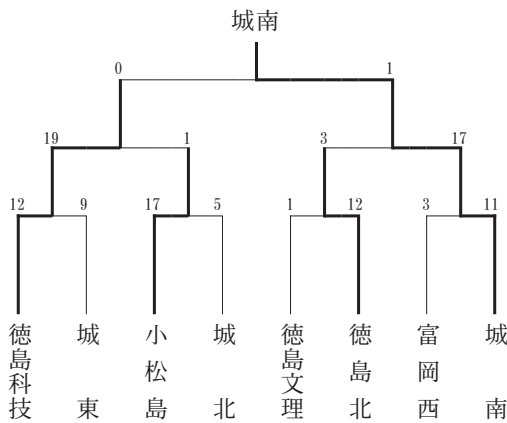 城南
0 1
19 1 3 17
12 9 17 5 1 12 3 11
徳島科技
城東
小松島
城北
徳島文理
徳島北
富岡西
城南